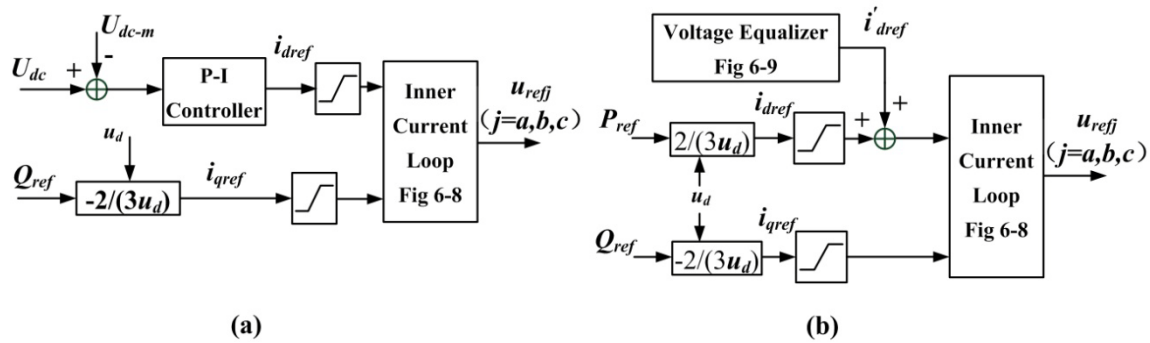 U_dc-m
-
U_dc +
P-I
Controller
i_dref
u_d
Q_ref
-2/(3u_d)
i_qref
Inner
Current
Loop
Fig 6-8
u_refj
(j=a,b,c)
(a)
Voltage Equalizer
Fig 6-9
i'_dref
P_ref
2/(3u_d)
i_dref
+
+
u_d
Q_ref
-2/(3u_d)
i_qref
Inner
Current
Loop
Fig 6-8
u_refj
(j=a,b,c)
(b)